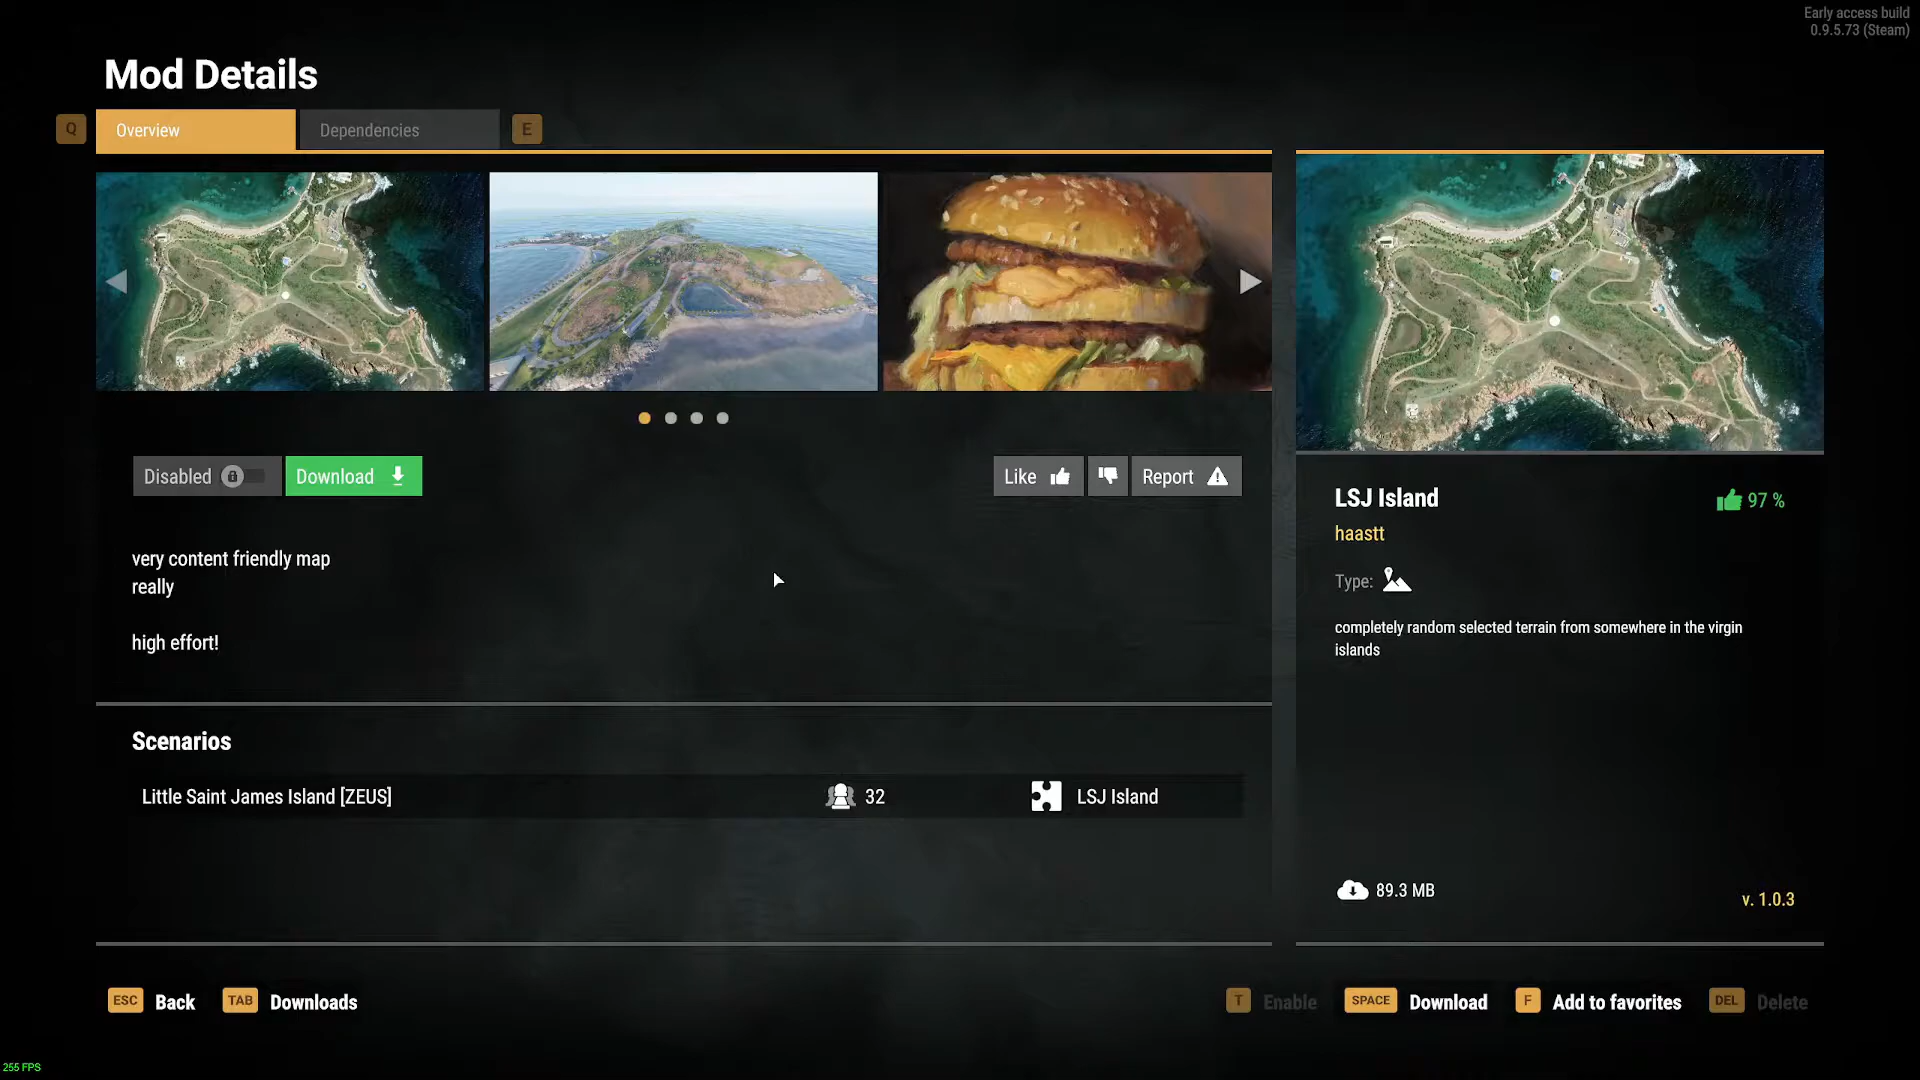 Early access build
0.9.5.73 (Steam)
Mod Details
Q
Overview
Dependencies
E
Disabled
Download
Like
Report
very content friendly map
really
high effort!
Scenarios
Little Saint James Island [ZEUS]
32
LSJ Island
LSJ Island
97 %
haastt
Type:
completely random selected terrain from somewhere in the virgin
islands
89.3 MB
v. 1.0.3
ESC Back
TAB Downloads
T Enable
SPACE Download
F Add to favorites
DEL Delete
255 FPS